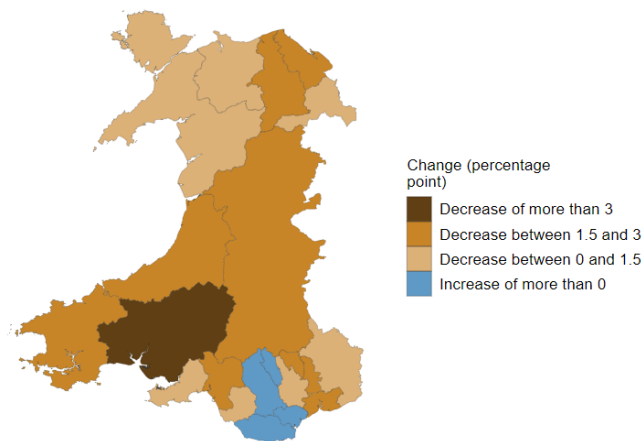 Change (percentage
point)
Decrease of more than 3
Decrease between 1.5 and 3
Decrease between 0 and 1.5
Increase of more than 0